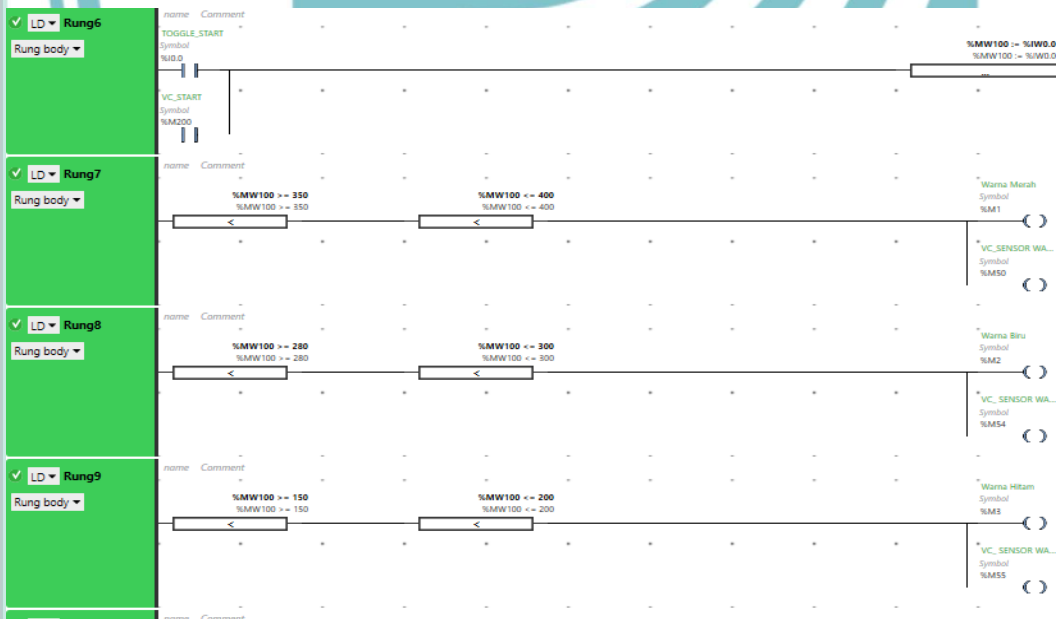 LD Rung6
Rung body
name Comment
TOGGLE_START
Symbol
%I0.0
VC_START
Symbol
%M200
%MW100 := %IW0.0
%MW100 := %IW0.0
...
LD Rung7
Rung body
name Comment
%MW100 >= 350
%MW100 >= 350
<
%MW100 <= 400
%MW100 <= 400
<
Warna Merah
Symbol
%M1
VC_SENSOR WA...
Symbol
%M50
LD Rung8
Rung body
name Comment
%MW100 >= 280
%MW100 >= 280
<
%MW100 <= 300
%MW100 <= 300
<
Warna Biru
Symbol
%M2
VC_ SENSOR WA...
Symbol
%M54
LD Rung9
Rung body
name Comment
%MW100 >= 150
%MW100 >= 150
<
%MW100 <= 200
%MW100 <= 200
<
Warna Hitam
Symbol
%M3
VC_ SENSOR WA...
Symbol
%M55
name Comment